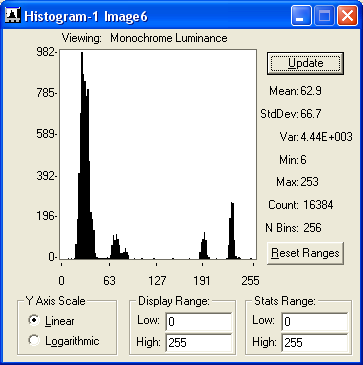 Histogram-1 Image6
Viewing: Monochrome Luminance
982-
785-
589-
392-
196-
0-
0 63 127 191 255
Update
Mean: 62.9
StdDev: 66.7
Var: 4.44E+003
Min: 6
Max: 253
Count: 16384
N Bins: 256
Reset Ranges
Y Axis Scale
Linear
Logarithmic
Display Range:
Low: 0
High: 255
Stats Range:
Low: 0
High: 255